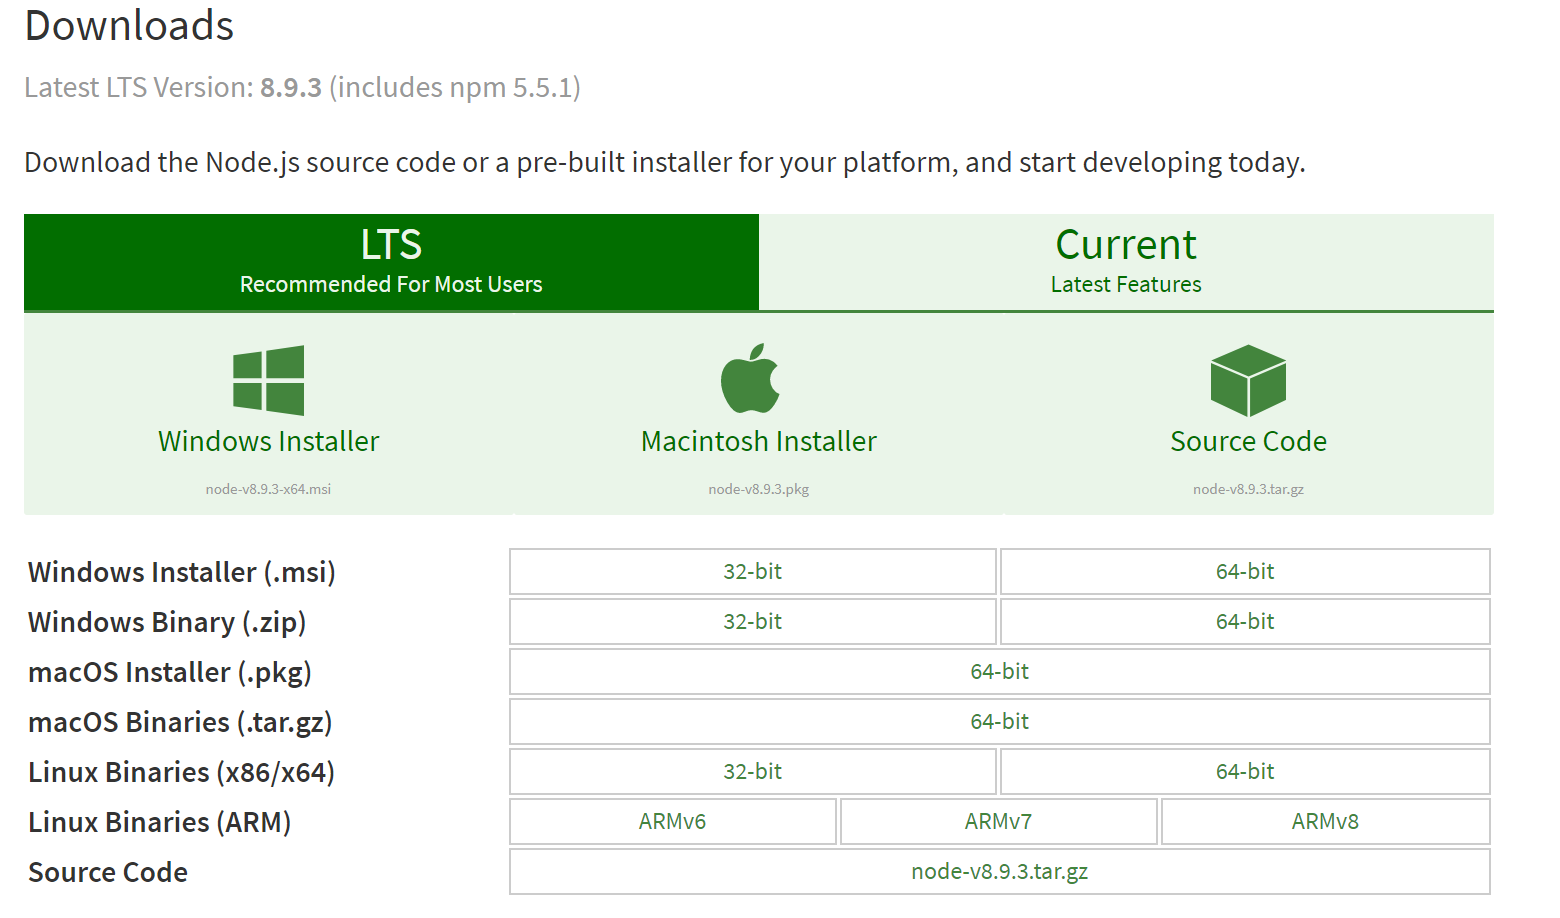 Downloads
Latest LTS Version: 8.9.3 (includes npm 5.5.1)
Download the Node.js source code or a pre-built installer for your platform, and start developing today.
LTS
Recommended For Most Users
Current
Latest Features
Windows Installer
node-v8.9.3-x64.msi
Macintosh Installer
node-v8.9.3.pkg
Source Code
node-v8.9.3.tar.gz
Windows Installer (.msi) 32-bit 64-bit
Windows Binary (.zip) 32-bit 64-bit
macOS Installer (.pkg) 64-bit
macOS Binaries (.tar.gz) 64-bit
Linux Binaries (x86/x64) 32-bit 64-bit
Linux Binaries (ARM) ARMv6 ARMv7 ARMv8
Source Code node-v8.9.3.tar.gz